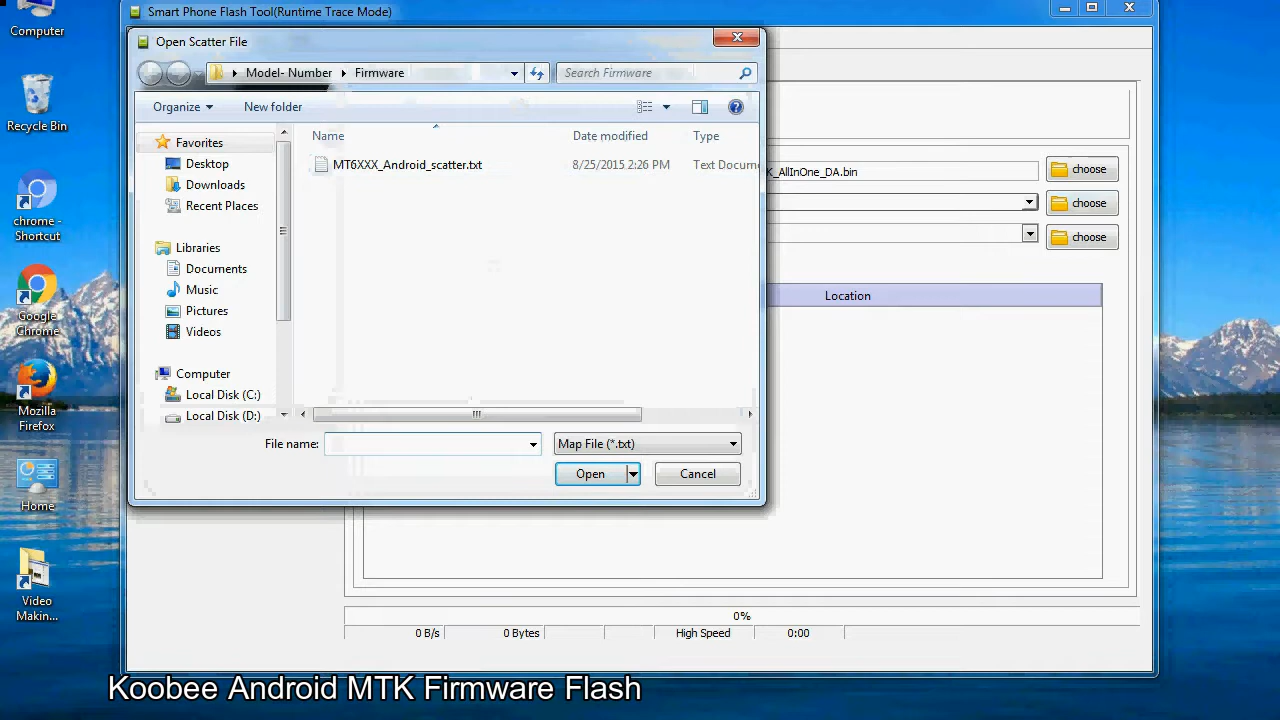 Computer
Recycle Bin
chrome -
Shortcut
Google
Chrome
Mozilla
Firefox
Home
Video
Makin...
Smart Phone Flash Tool(Runtime Trace Mode)
Open Scatter File
Model- Number
Firmware
Search Firmware
Organize
New folder
Name
Date modified
Type
MT6XXX_Android_scatter.txt
8/25/2015 2:26 PM
Text Docum
Favorites
Desktop
Downloads
Recent Places
Libraries
Documents
Music
Pictures
Videos
Computer
Local Disk (C:)
Local Disk (D:)
File name:
Map File (*.txt)
Open
Cancel
K_AllInOne_DA.bin
choose
choose
choose
Location
0%
0 B/s
0 Bytes
High Speed
0:00
Koobee Android MTK Firmware Flash